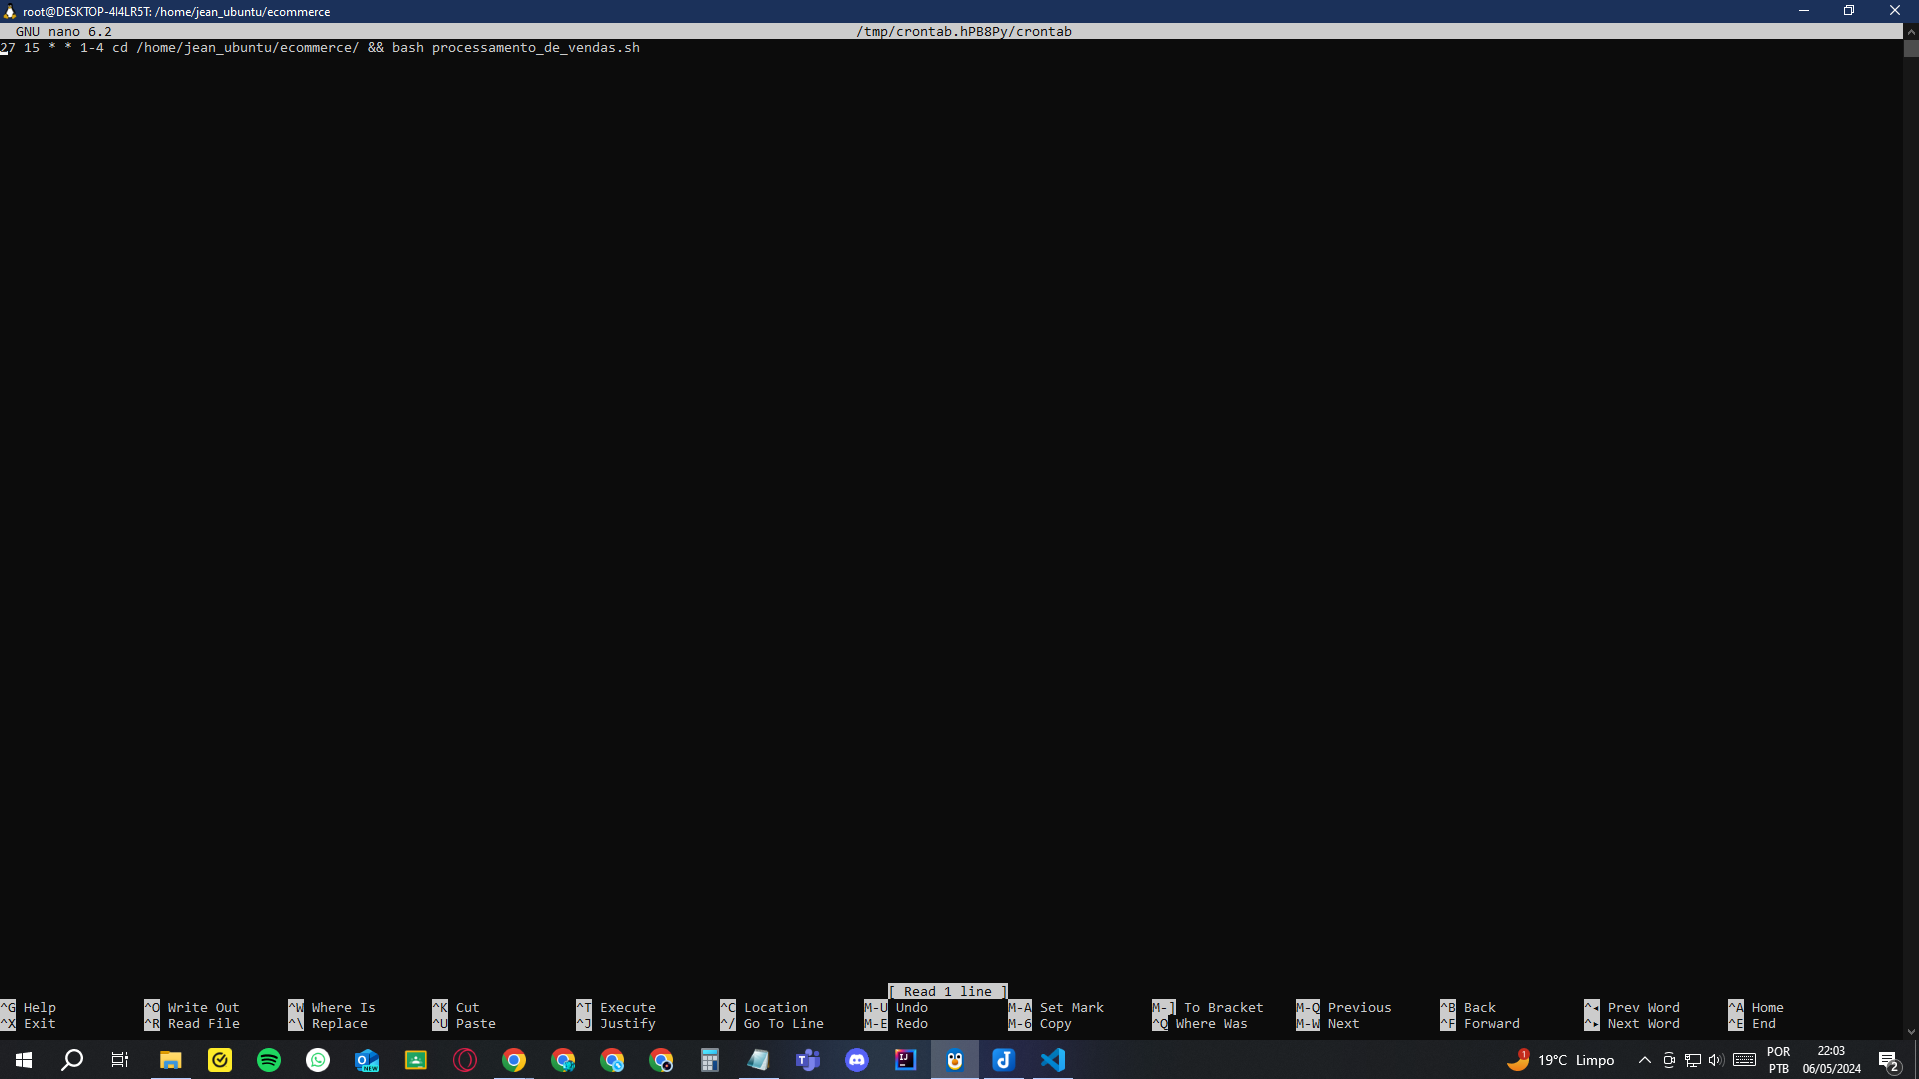 root@DESKTOP-4I4LR5T: /home/jean_ubuntu/ecommerce
GNU nano 6.2 /tmp/crontab.hPB8Py/crontab
27 15 * * 1-4 cd /home/jean_ubuntu/ecommerce/ && bash processamento_de_vendas.sh
[ Read 1 line ]
^G Help ^O Write Out ^W Where Is ^K Cut ^T Execute ^C Location M-U Undo M-A Set Mark M-] To Bracket M-Q Previous ^B Back ^◂ Prev Word ^A Home
^X Exit ^R Read File ^\ Replace ^U Paste ^J Justify ^/ Go To Line M-E Redo M-6 Copy ^Q Where Was M-W Next ^F Forward ^▸ Next Word ^E End
NEW
1 19°C Limpo POR 22:03
PTB 06/05/2024 2